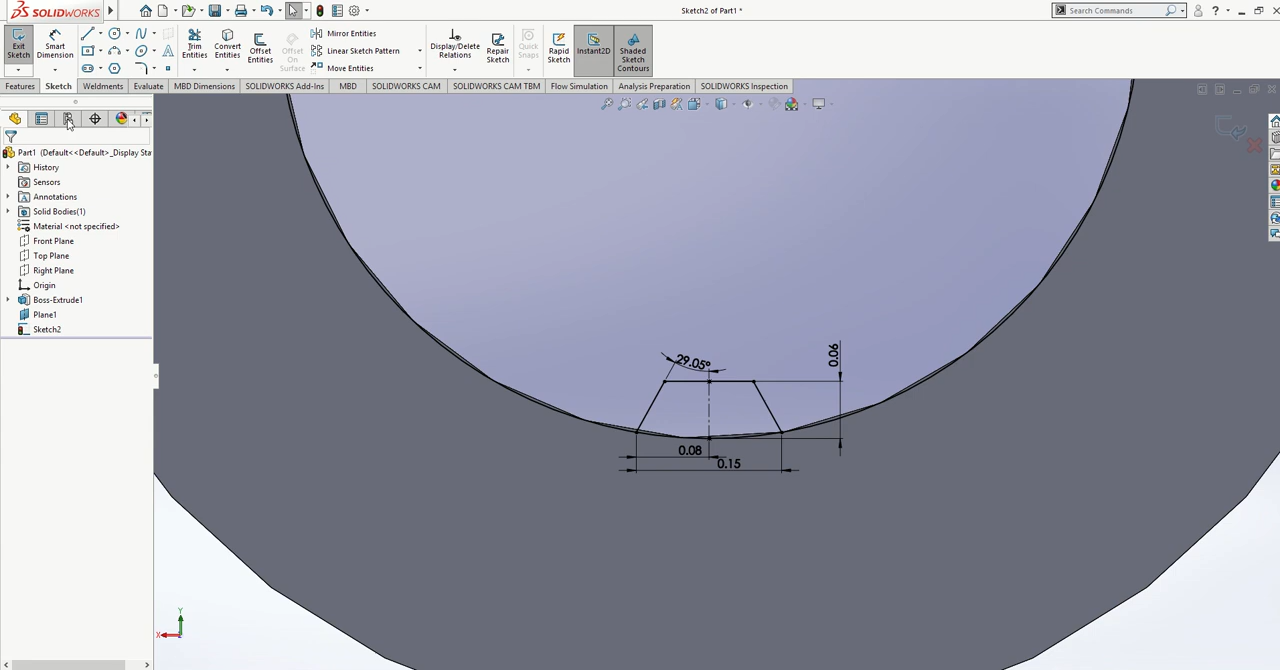 SOLIDWORKS
Sketch2 of Part1 *
Search Commands
?
Exit Sketch
Smart Dimension
Trim Entities
Convert Entities
Offset Entities
Offset On Surface
Mirror Entities
Linear Sketch Pattern
Move Entities
Display/Delete Relations
Repair Sketch
Quick Snaps
Rapid Sketch
Instant2D
Shaded Sketch Contours
Features
Sketch
Weldments
Evaluate
MBD Dimensions
SOLIDWORKS Add-Ins
MBD
SOLIDWORKS CAM
SOLIDWORKS CAM TBM
Flow Simulation
Analysis Preparation
SOLIDWORKS Inspection
Part1 (Default<<Default>_Display Sta
History
Sensors
Annotations
Solid Bodies(1)
Material <not specified>
Front Plane
Top Plane
Right Plane
Origin
Boss-Extrude1
Plane1
Sketch2
29.05°
0.06
0.08
0.15
Y
X